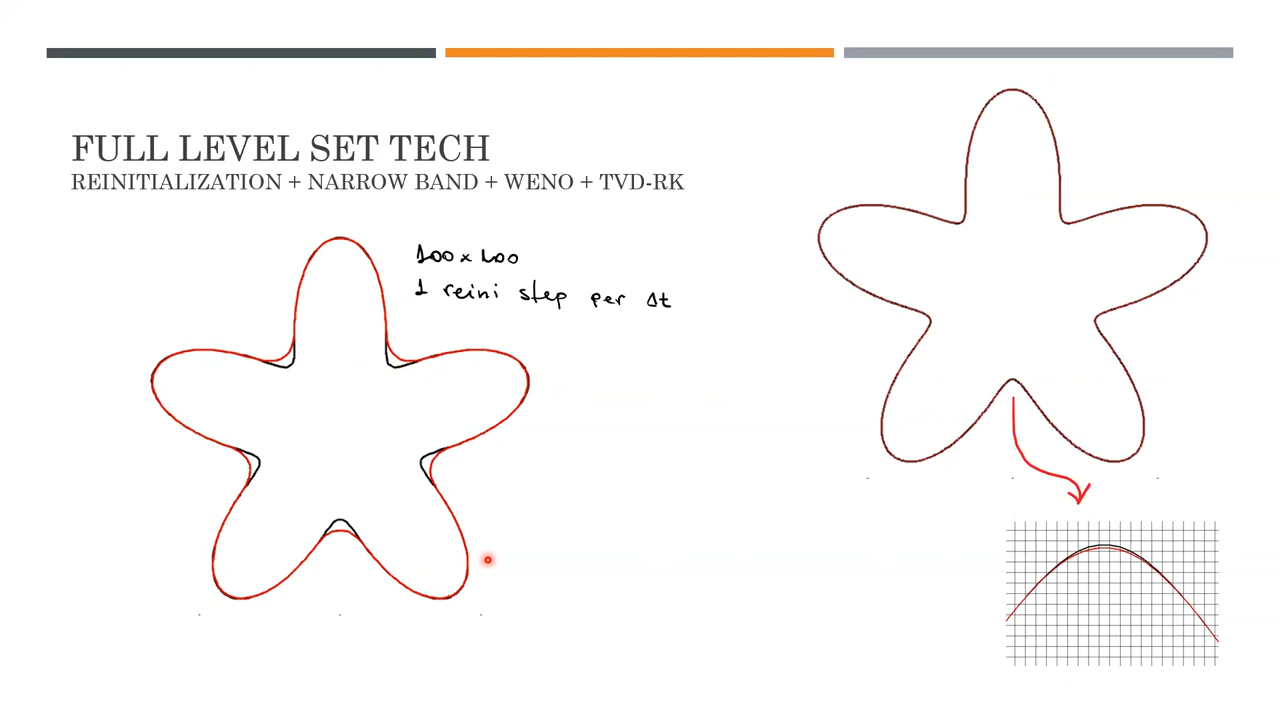 FULL LEVEL SET TECH
REINITIALIZATION + NARROW BAND + WENO + TVD-RK
100 x 100
1 reini step per Δt